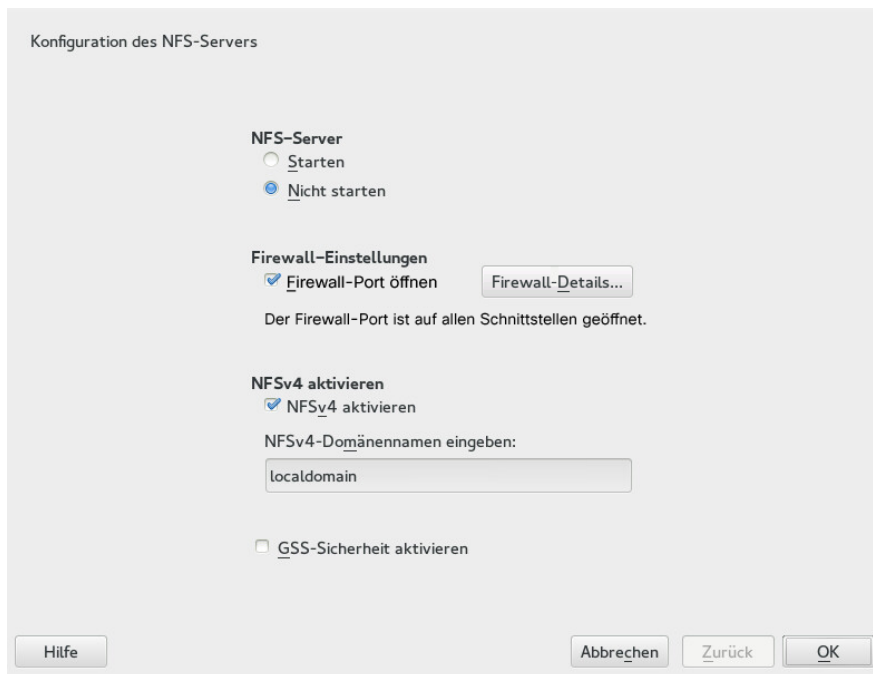 Konfiguration des NFS-Servers
NFS-Server
Starten
Nicht starten
Firewall-Einstellungen
Firewall-Port öffnen
Firewall-Details...
Der Firewall-Port ist auf allen Schnittstellen geöffnet.
NFSv4 aktivieren
NFSv4 aktivieren
NFSv4-Domänennamen eingeben:
localdomain
GSS-Sicherheit aktivieren
Hilfe
Abbrechen
Zurück
OK